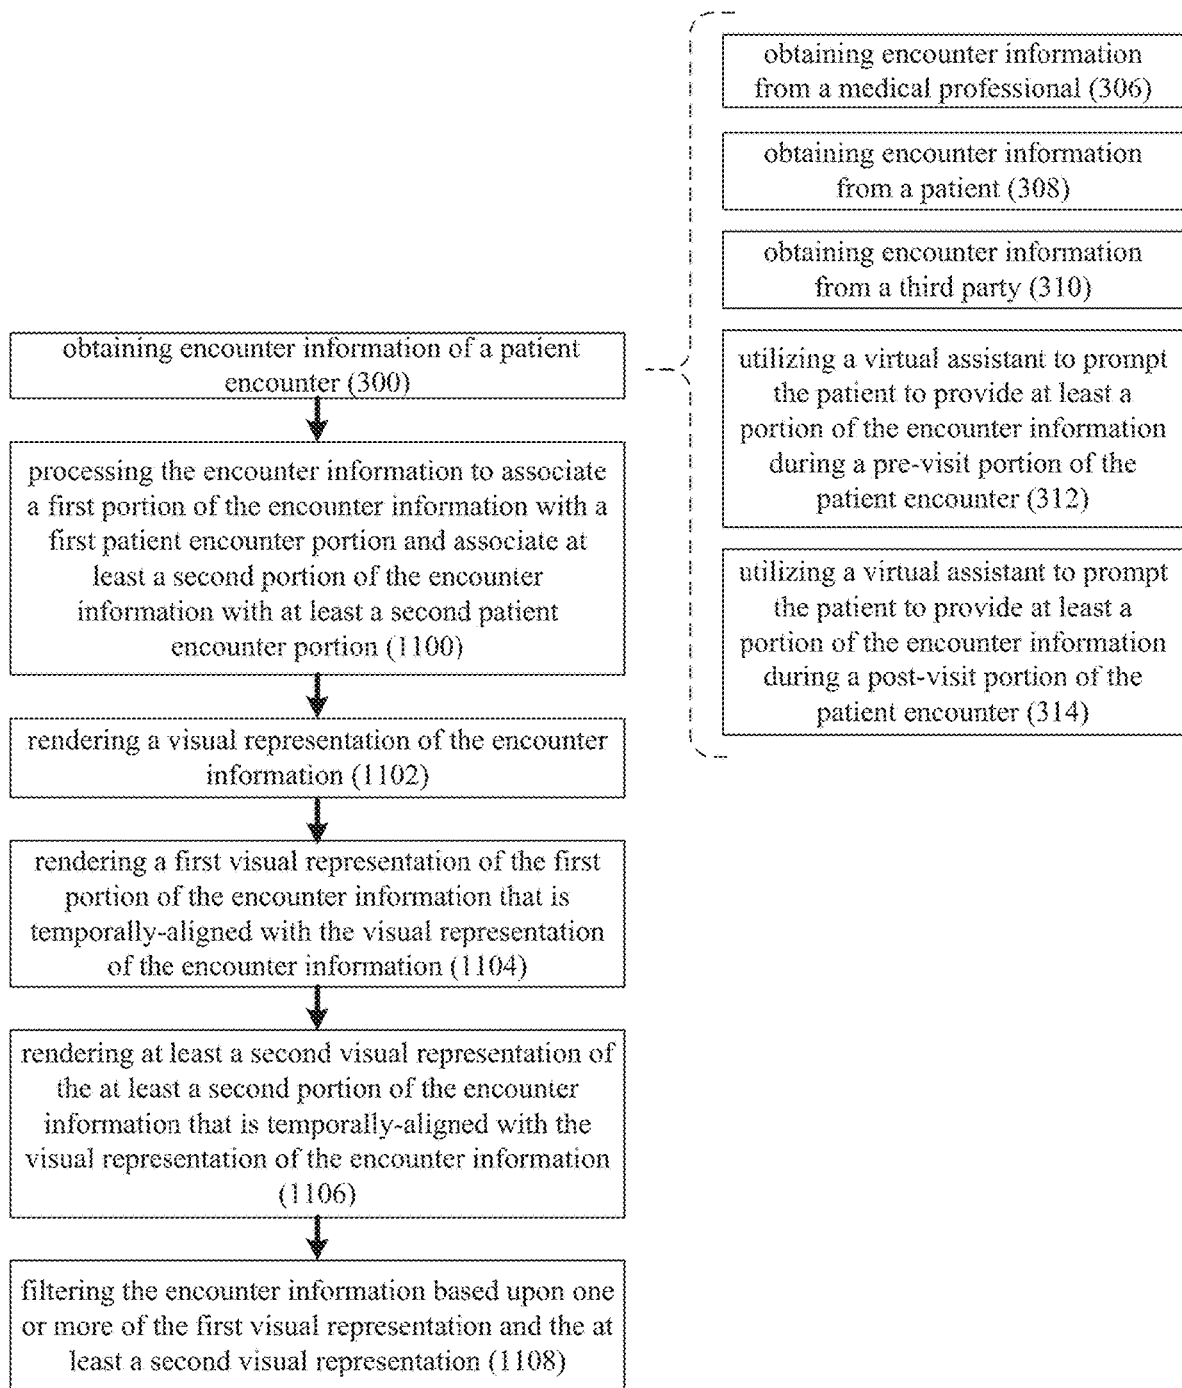 obtaining encounter information of a patient
encounter (300)
processing the encounter information to associate
a first portion of the encounter information with a
first patient encounter portion and associate at
least a second portion of the encounter
information with at least a second patient
encounter portion (1100)
rendering a visual representation of the encounter
information (1102)
rendering a first visual representation of the first
portion of the encounter information that is
temporally-aligned with the visual representation
of the encounter information (1104)
rendering at least a second visual representation of
the at least a second portion of the encounter
information that is temporally-aligned with the
visual representation of the encounter information
(1106)
filtering the encounter information based upon one
or more of the first visual representation and the at
least a second visual representation (1108)
obtaining encounter information
from a medical professional (306)
obtaining encounter information
from a patient (308)
obtaining encounter information
from a third party (310)
utilizing a virtual assistant to prompt
the patient to provide at least a
portion of the encounter information
during a pre-visit portion of the
patient encounter (312)
utilizing a virtual assistant to prompt
the patient to provide at least a
portion of the encounter information
during a post-visit portion of the
patient encounter (314)